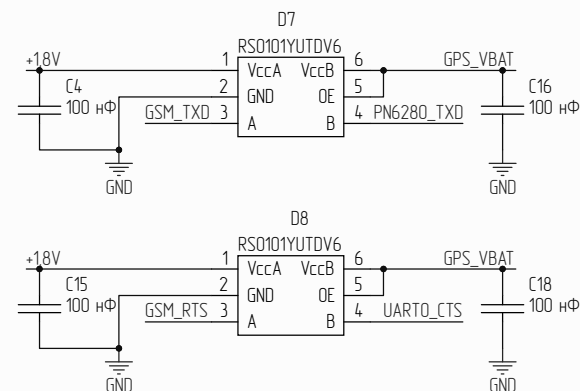 D7
RS0101YUTDV6
+1.8V 1 VccA VccB 6 GPS_VBAT
C4 100 нФ 2 GND OE 5 C16 100 нФ
GSM_TXD 3 A B 4 PN6280_TXD
GND GND
D8
RS0101YUTDV6
+1.8V 1 VccA VccB 6 GPS_VBAT
C15 100 нФ 2 GND OE 5 C18 100 нФ
GSM_RTS 3 A B 4 UART0_CTS
GND GND